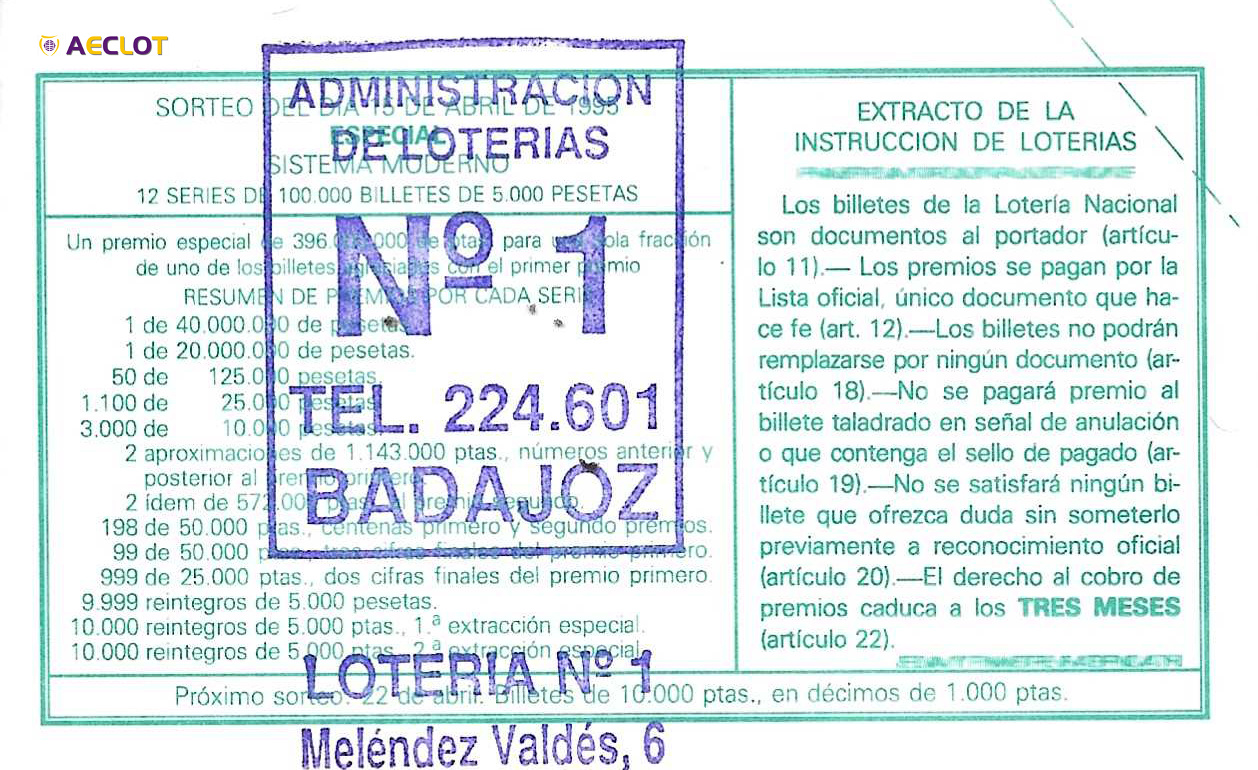 AECLOT
ADMINISTRACION
DE LOTERIAS
Nº 1
TEL. 224.601
BADAJOZ
LOTERIA Nº 1
Meléndez Valdés, 6
SORTEO DEL DIA 15 DE ABRIL DE 1995
ESPECIAL
SISTEMA MODERNO
12 SERIES DE 100.000 BILLETES DE 5.000 PESETAS
Un premio especial de 396.000.000 de ptas. para una sola fracción
de uno de los billetes agraciados con el primer premio
RESUMEN DE PREMIOS POR CADA SERIE
1 de 40.000.000 de pesetas.
1 de 20.000.000 de pesetas.
50 de 125.000 pesetas.
1.100 de 25.000 pesetas.
3.000 de 10.000 pesetas.
2 aproximaciones de 1.143.000 ptas., números anterior y
posterior al premio primero.
2 ídem de 572.000 ptas., al premio segundo.
198 de 50.000 ptas., centenas primero y segundo premios.
99 de 50.000 ptas., tres cifras finales del premio primero.
999 de 25.000 ptas., dos cifras finales del premio primero.
9.999 reintegros de 5.000 pesetas.
10.000 reintegros de 5.000 ptas., 1.ª extracción especial.
10.000 reintegros de 5.000 ptas., 2.ª extracción especial.
EXTRACTO DE LA
INSTRUCCION DE LOTERIAS
Los billetes de la Lotería Nacional
son documentos al portador (artícu-
lo 11).— Los premios se pagan por la
Lista oficial, único documento que ha-
ce fe (art. 12).—Los billetes no podrán
remplazarse por ningún documento (ar-
tículo 18).—No se pagará premio al
billete taladrado en señal de anulación
o que contenga el sello de pagado (ar-
tículo 19).—No se satisfará ningún bi-
llete que ofrezca duda sin someterlo
previamente a reconocimiento oficial
(artículo 20).—El derecho al cobro de
premios caduca a los TRES MESES
(artículo 22).
Próximo sorteo: 22 de abril. Billetes de 10.000 ptas., en décimos de 1.000 ptas.